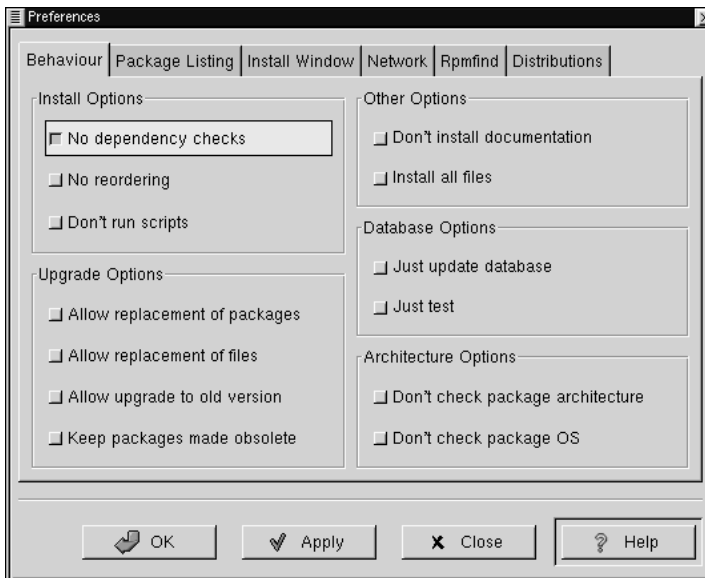 Preferences
Behaviour Package Listing Install Window Network Rpmfind Distributions
Install Options
No dependency checks
No reordering
Don't run scripts
Upgrade Options
Allow replacement of packages
Allow replacement of files
Allow upgrade to old version
Keep packages made obsolete
Other Options
Don't install documentation
Install all files
Database Options
Just update database
Just test
Architecture Options
Don't check package architecture
Don't check package OS
OK Apply Close Help